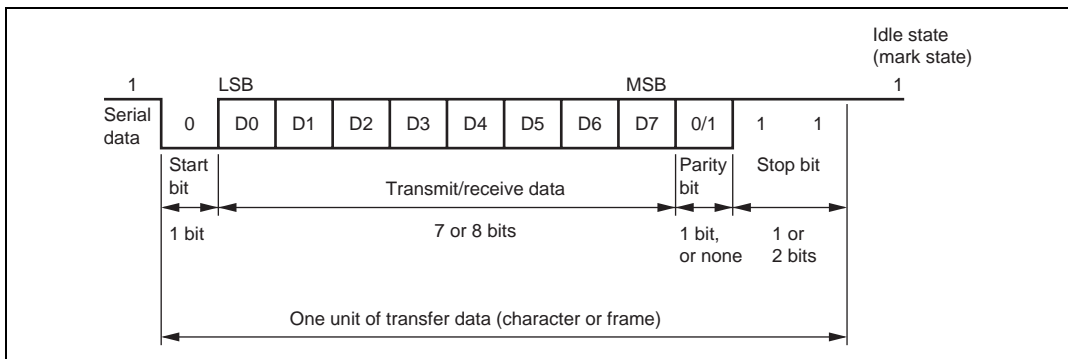 Idle state
(mark state)
1 LSB MSB 1
Serial
data
0 D0 D1 D2 D3 D4 D5 D6 D7 0/1 1 1
Start
bit
Transmit/receive data
Parity
bit
Stop bit
1 bit
7 or 8 bits
1 bit,
or none
1 or
2 bits
One unit of transfer data (character or frame)